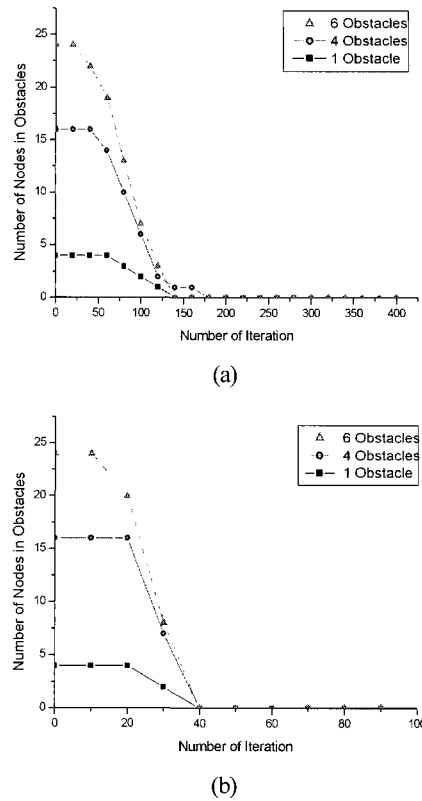 25
20
15
10
5
0
Number of Nodes in Obstacles
6 Obstacles
4 Obstacles
1 Obstacle
0 50 100 150 200 250 300 350 400
Number of Iteration
(a)
25
20
15
10
5
0
Number of Nodes in Obstacles
6 Obstacles
4 Obstacles
1 Obstacle
0 20 40 60 80 100
Number of Iteration
(b)